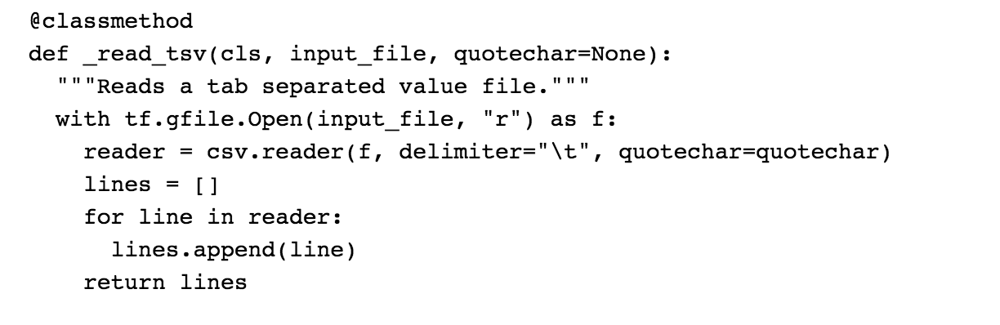 @classmethod
def _read_tsv(cls, input_file, quotechar=None):
  """Reads a tab separated value file."""
  with tf.gfile.Open(input_file, "r") as f:
    reader = csv.reader(f, delimiter="\t", quotechar=quotechar)
    lines = []
    for line in reader:
      lines.append(line)
    return lines